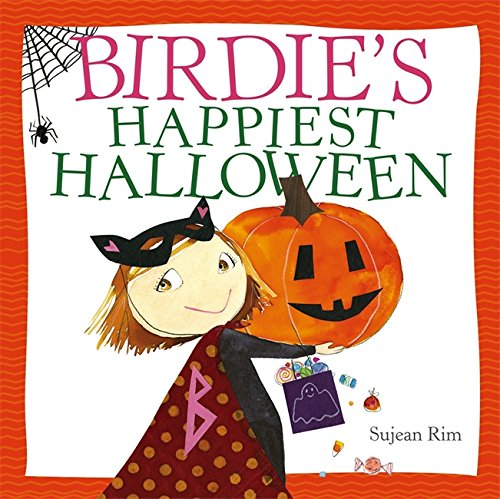 BIRDIE'S
HAPPIEST
HALLOWEEN
B
Sujean Rim